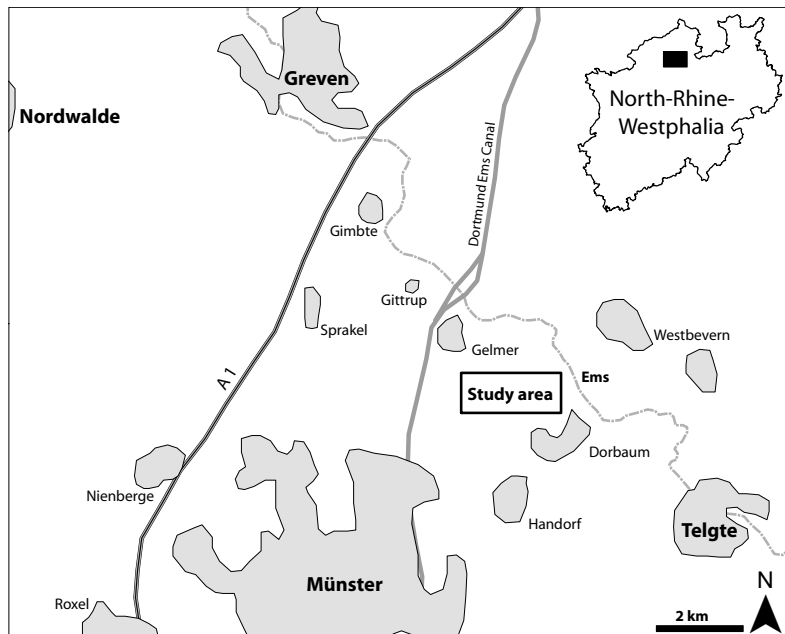 Greven
Nordwalde
North-Rhine-
Westphalia
Dortmund Ems Canal
Gimbte
Gittrup
Sprakel
Gelmer
Westbevern
A 1
Ems
Study area
Dorbaum
Nienberge
Handorf
Telgte
Münster
N
Roxel
2 km